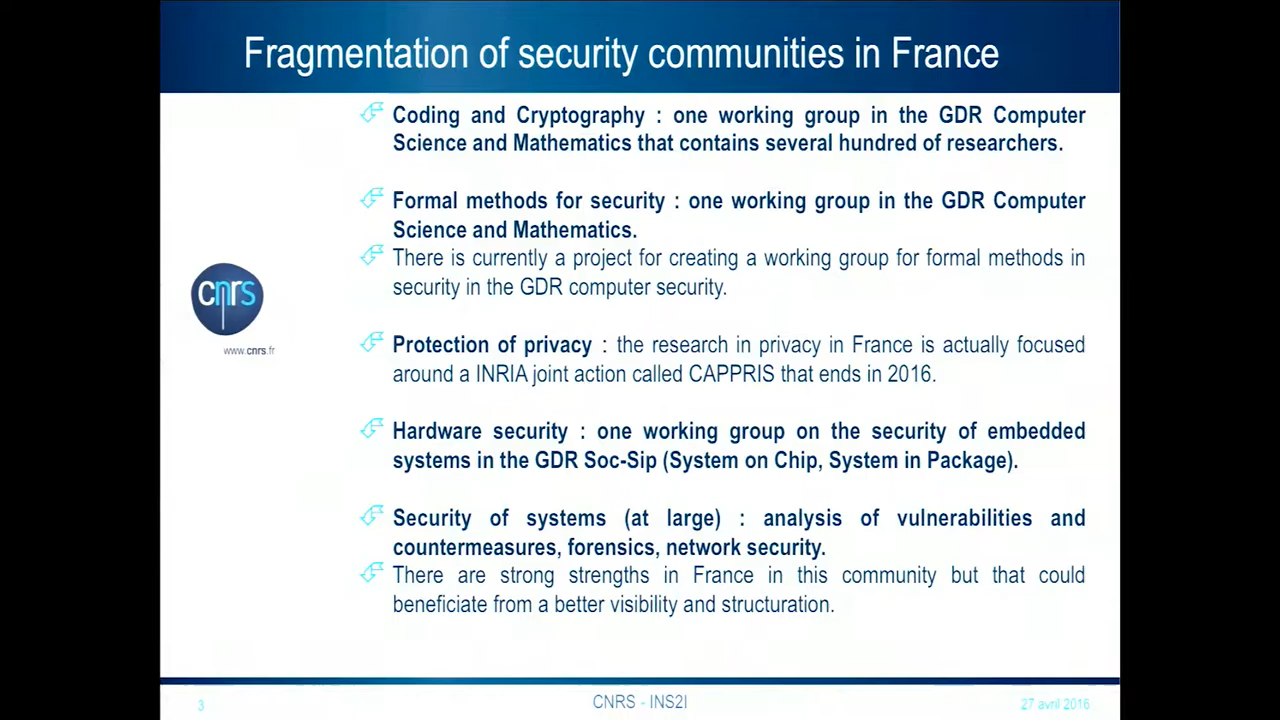 Fragmentation of security communities in France
Coding and Cryptography : one working group in the GDR Computer
Science and Mathematics that contains several hundred of researchers.
Formal methods for security : one working group in the GDR Computer
Science and Mathematics.
There is currently a project for creating a working group for formal methods in
security in the GDR computer security.
cnrs
www.cnrs.fr
Protection of privacy : the research in privacy in France is actually focused
around a INRIA joint action called CAPPRIS that ends in 2016.
Hardware security : one working group on the security of embedded
systems in the GDR Soc-Sip (System on Chip, System in Package).
Security of systems (at large) : analysis of vulnerabilities and
countermeasures, forensics, network security.
There are strong strengths in France in this community but that could
beneficiate from a better visibility and structuration.
3
CNRS - INS2I
27 avril 2016